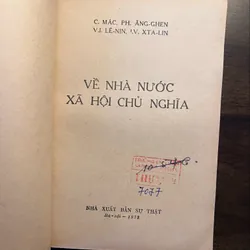 C. MÁC, PH. ĂNG-GHEN
V.I. LÊ-NIN, I.V. XTA-LIN
VỀ NHÀ NƯỚC
XÃ HỘI CHỦ NGHĨA
7077
NHÀ XUẤT BẢN SỰ THẬT